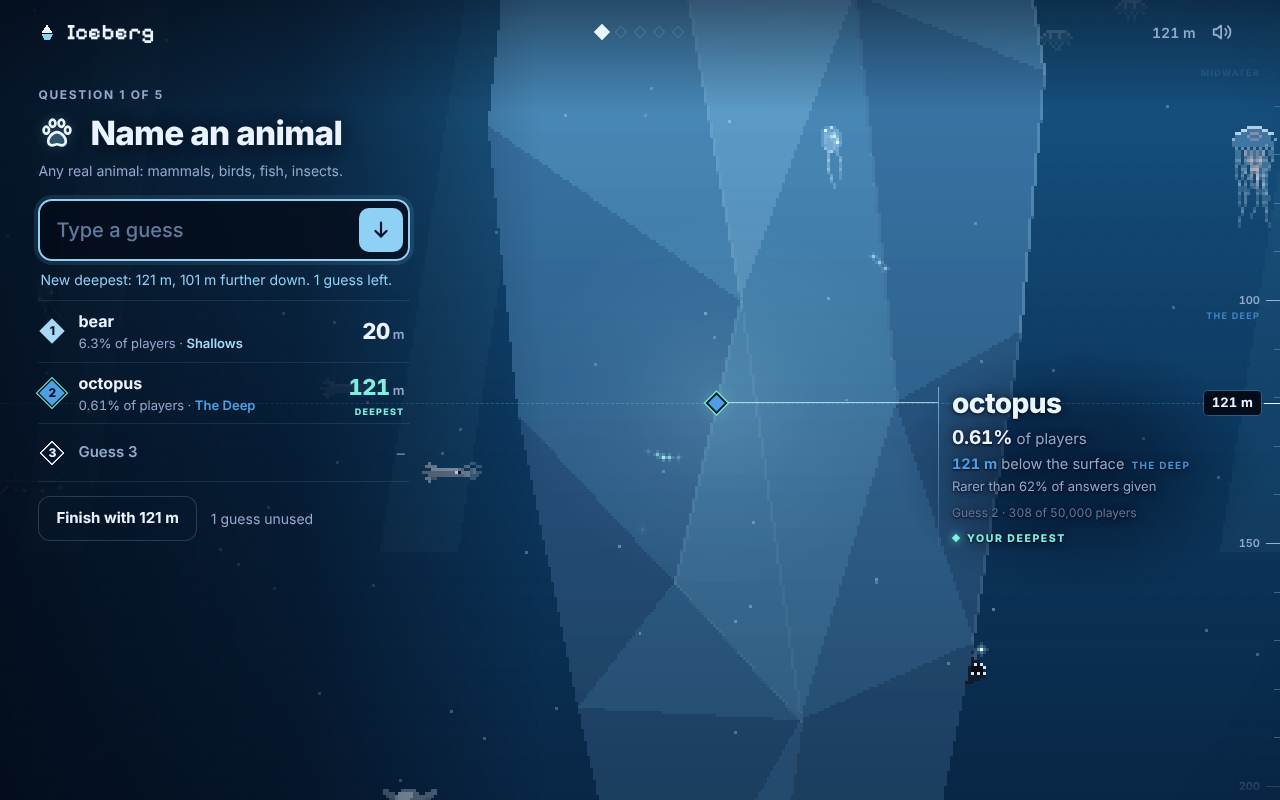 Iceberg
121 m
MIDWATER
QUESTION 1 OF 5
Name an animal
Any real animal: mammals, birds, fish, insects.
Type a guess
New deepest: 121 m, 101 m further down. 1 guess left.
1
bear
6.3% of players · Shallows
20 m
2
octopus
0.61% of players · The Deep
121 m
DEEPEST
3
Guess 3
–
Finish with 121 m
1 guess unused
100
THE DEEP
octopus
0.61% of players
121 m below the surface THE DEEP
Rarer than 62% of answers given
Guess 2 · 308 of 50,000 players
YOUR DEEPEST
121 m
150
200